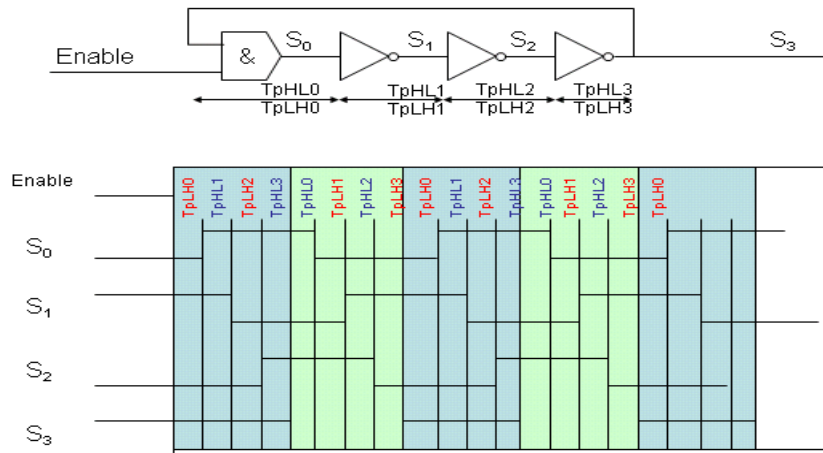 Enable & S0 S1 S2 S3
TpHL0 TpHL1 TpHL2 TpHL3
TpLH0 TpLH1 TpLH2 TpLH3
Enable
TpLH0 TpHL1 TpLH2 TpHL3 TpHL0 TpLH1 TpHL2 TpLH3 TpLH0 TpHL1 TpLH2 TpHL3 TpHL0 TpLH1 TpHL2 TpLH3 TpLH0
S0
S1
S2
S3